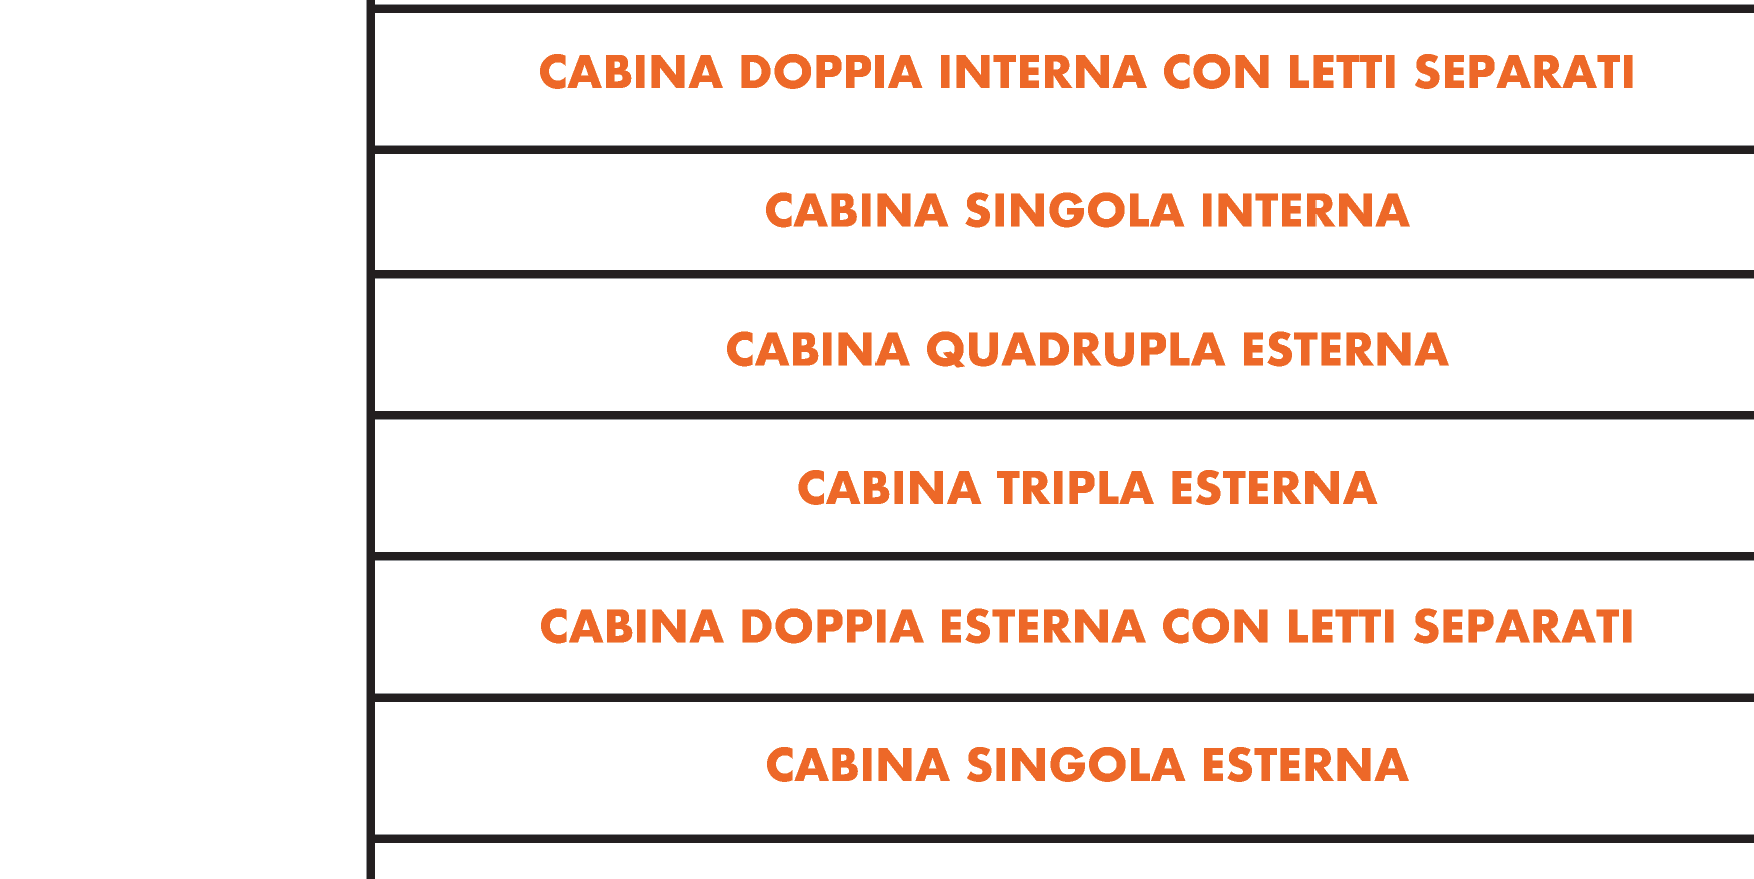 CABINA DOPPIA INTERNA CON LETTI SEPARATI
CABINA SINGOLA INTERNA
CABINA QUADRUPLA ESTERNA
CABINA TRIPLA ESTERNA
CABINA DOPPIA ESTERNA CON LETTI SEPARATI
CABINA SINGOLA ESTERNA